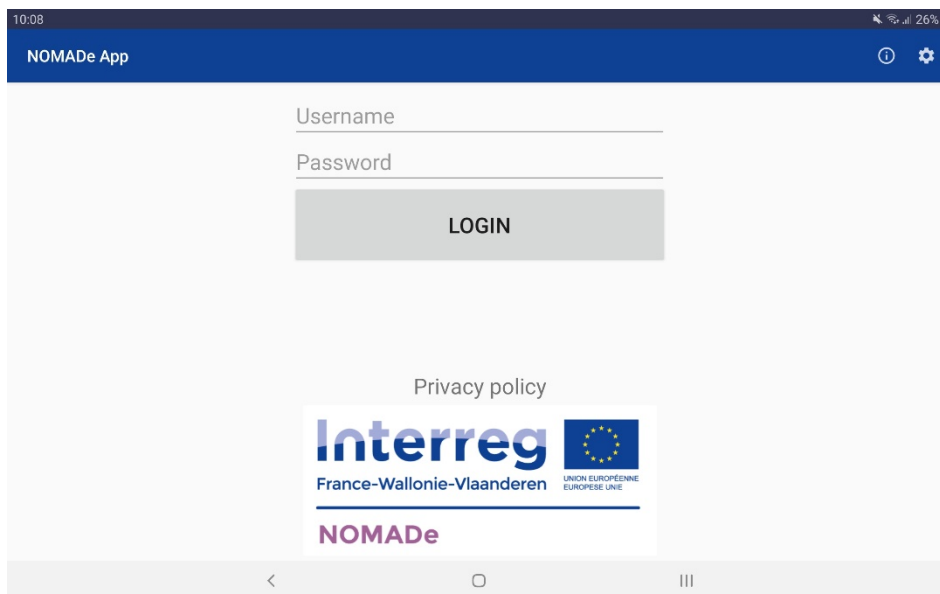 10:08 26%
NOMADe App
Username
Password
LOGIN
Privacy policy
Interreg
France-Wallonie-Vlaanderen
UNION EUROPÉENNE
EUROPESE UNIE
NOMADe